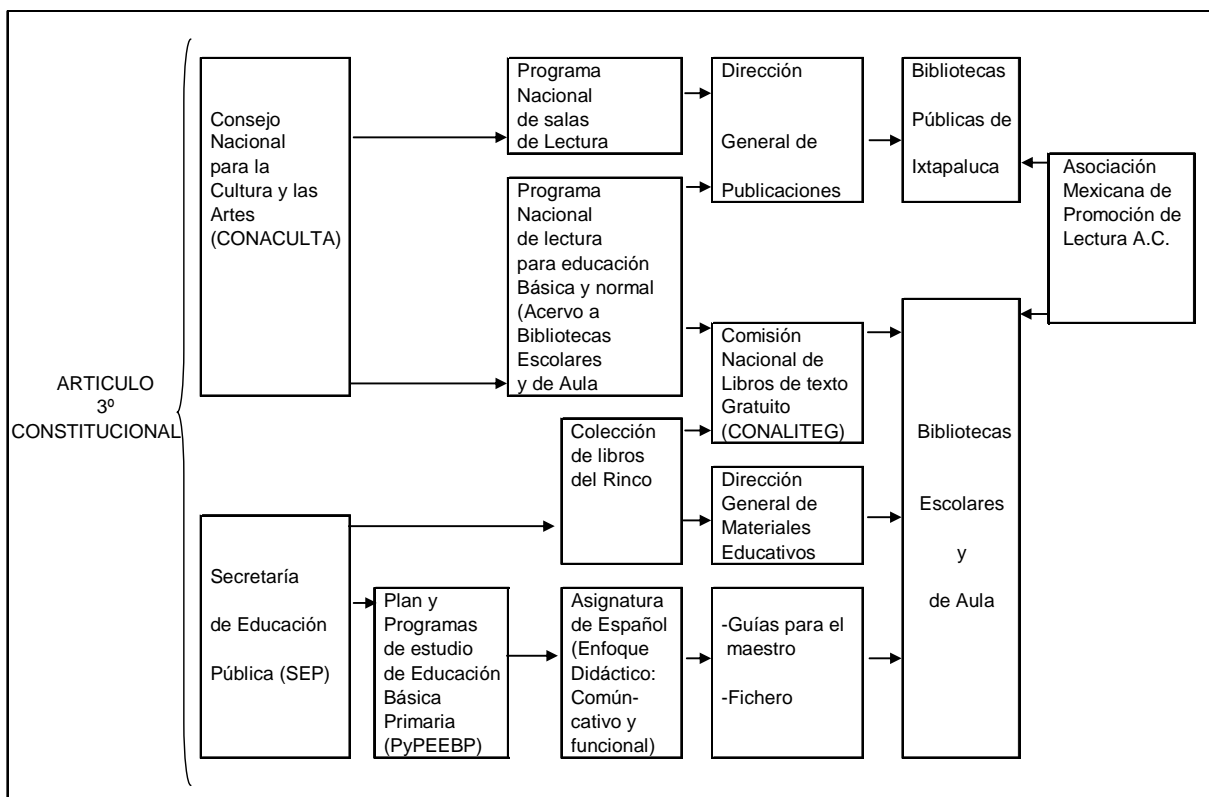 ARTICULO
3º
CONSTITUCIONAL
Consejo
Nacional
para la
Cultura y las
Artes
(CONACULTA)
Programa
Nacional
de salas
de Lectura
Dirección
General de
Publicaciones
Bibliotecas
Públicas de
Ixtapaluca
Asociación
Mexicana de
Promoción de
Lectura A.C.
Programa
Nacional
de lectura
para educación
Básica y normal
(Acervo a
Bibliotecas
Escolares
y de Aula
Comisión
Nacional de
Libros de texto
Gratuito
(CONALITEG)
Colección
de libros
del Rinco
Dirección
General de
Materiales
Educativos
Bibliotecas
Escolares
y
de Aula
Secretaría
de Educación
Pública (SEP)
Plan y
Programas
de estudio
de Educación
Básica
Primaria
(PyPEEBP)
Asignatura
de Español
(Enfoque
Didáctico:
Común-
cativo y
funcional)
-Guías para el
maestro
-Fichero